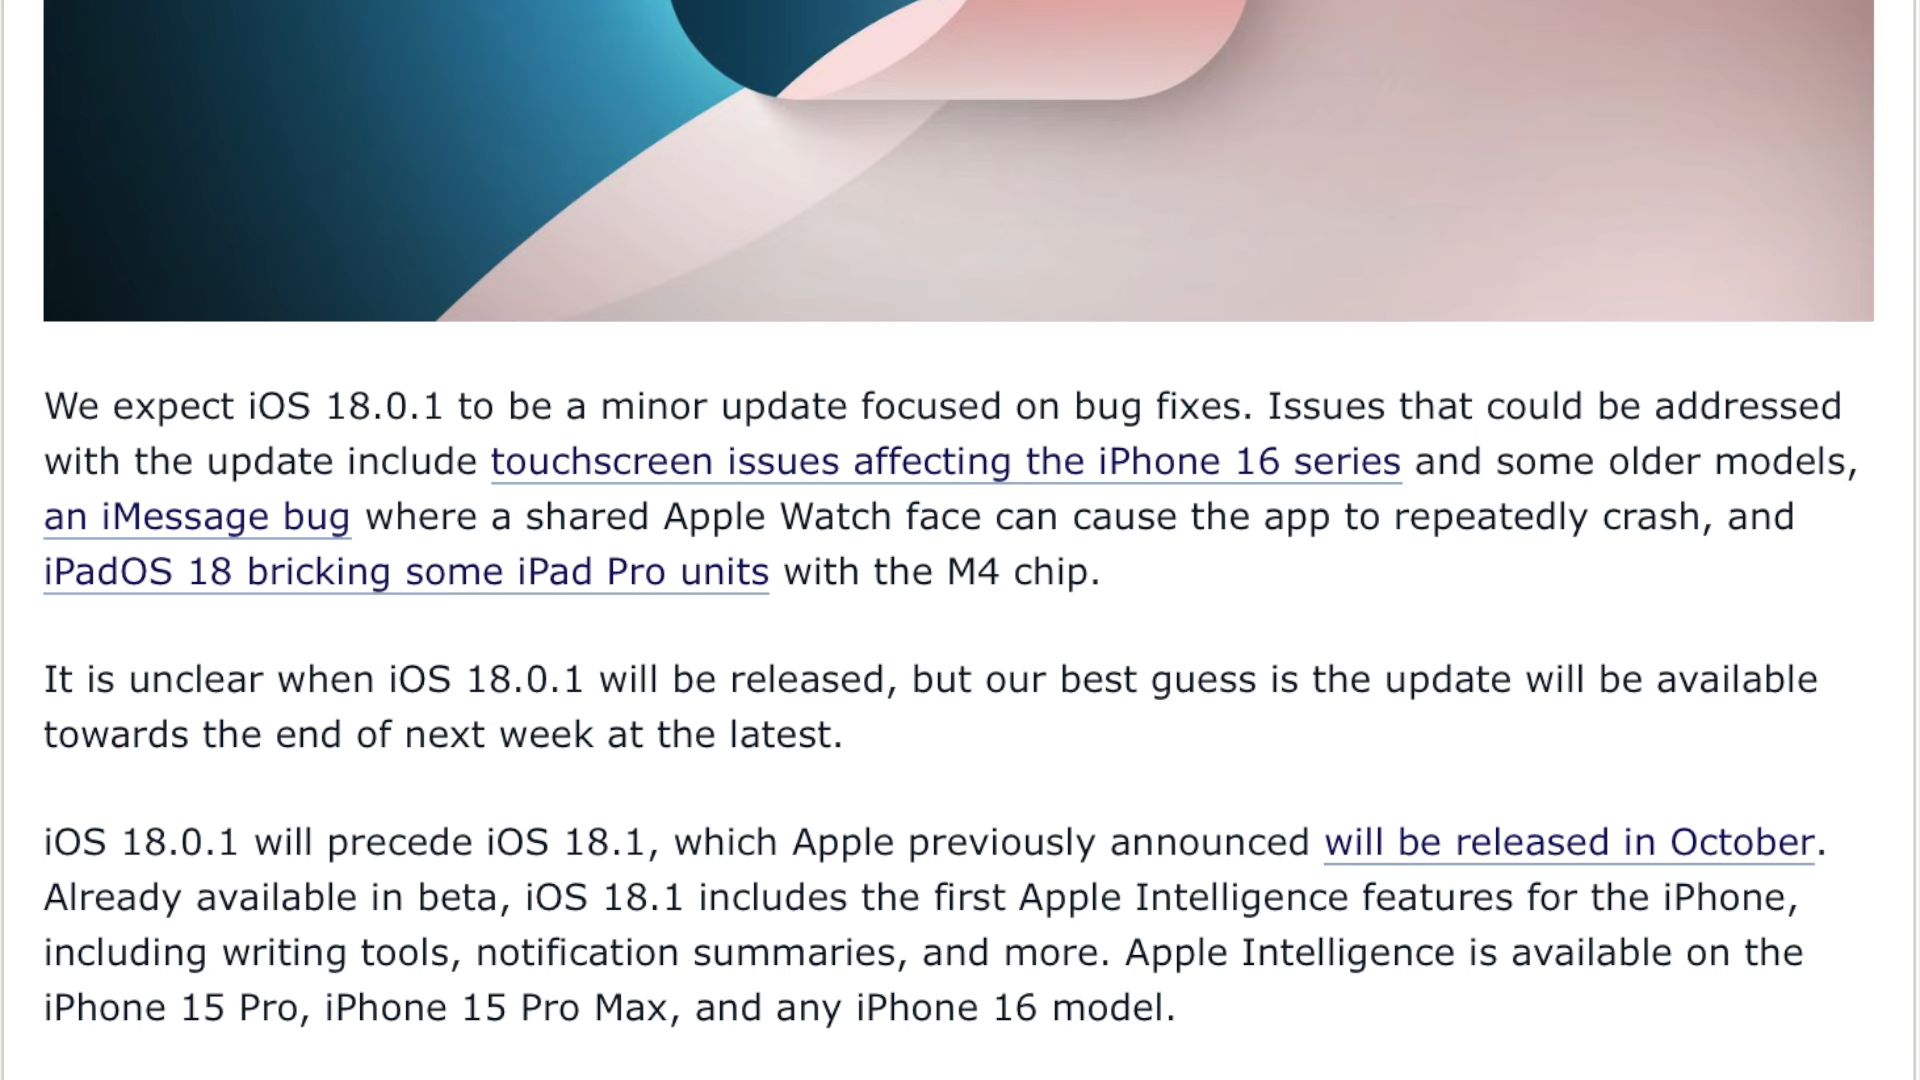 We expect iOS 18.0.1 to be a minor update focused on bug fixes. Issues that could be addressed
with the update include touchscreen issues affecting the iPhone 16 series and some older models,
an iMessage bug where a shared Apple Watch face can cause the app to repeatedly crash, and
iPadOS 18 bricking some iPad Pro units with the M4 chip.
It is unclear when iOS 18.0.1 will be released, but our best guess is the update will be available
towards the end of next week at the latest.
iOS 18.0.1 will precede iOS 18.1, which Apple previously announced will be released in October.
Already available in beta, iOS 18.1 includes the first Apple Intelligence features for the iPhone,
including writing tools, notification summaries, and more. Apple Intelligence is available on the
iPhone 15 Pro, iPhone 15 Pro Max, and any iPhone 16 model.